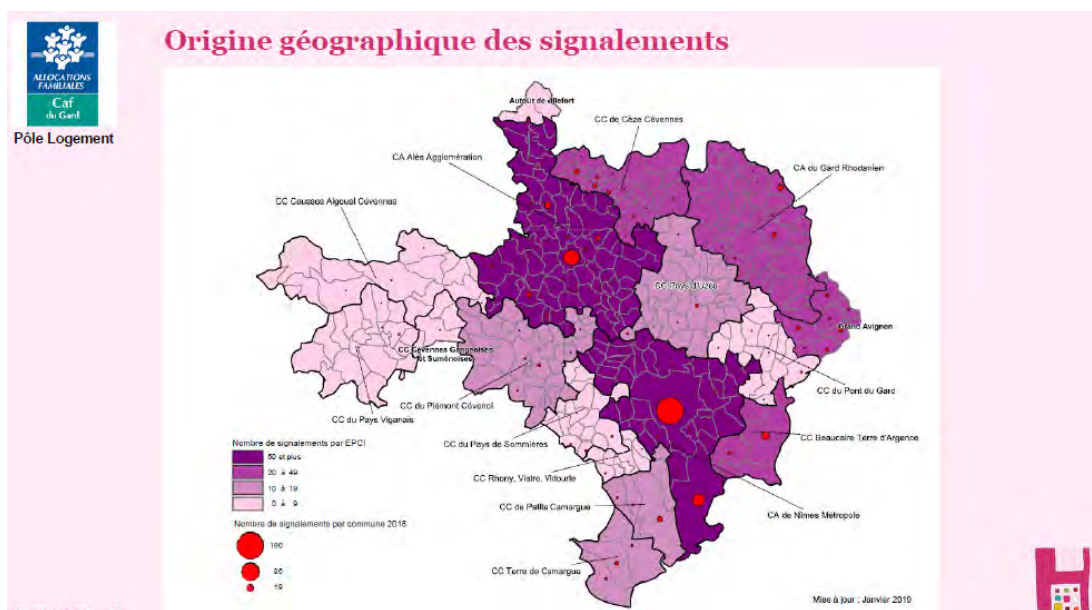 Origine géographique des signalements
ALLOCATIONS
FAMILIALES
Caf
du Gard
Pôle Logement
Autour de Villefort
CC de Cèze Cévennes
CA Alès Agglomération
CA du Gard Rhodanien
CC Causses Aigoual Cévennes
CC Pays d'Uzès
Grand Avignon
CC Cévennes Gangeoises
et Suménoises
CC du Pont du Gard
CC du Piémont Cévenol
CC du Pays Viganais
CC du Pays de Sommières
CC Beaucaire Terre d'Argence
CC Rhony, Vistre, Vidourle
CC de Petite Camargue
CA de Nîmes Métropole
CC Terre de Camargue
Nombre de signalements par EPCI
50 et plus
20 à 49
10 à 19
0 à 9
Nombre de signalements par commune 2018
190
95
19
Mise à jour : Janvier 2019